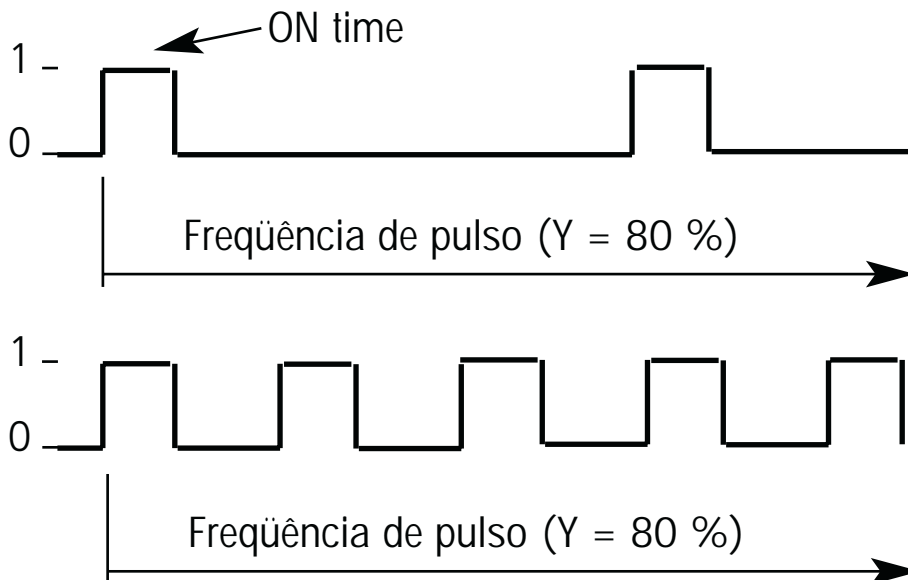 ON time
1
0
Freqüência de pulso (Y = 80 %)
1
0
Freqüência de pulso (Y = 80 %)